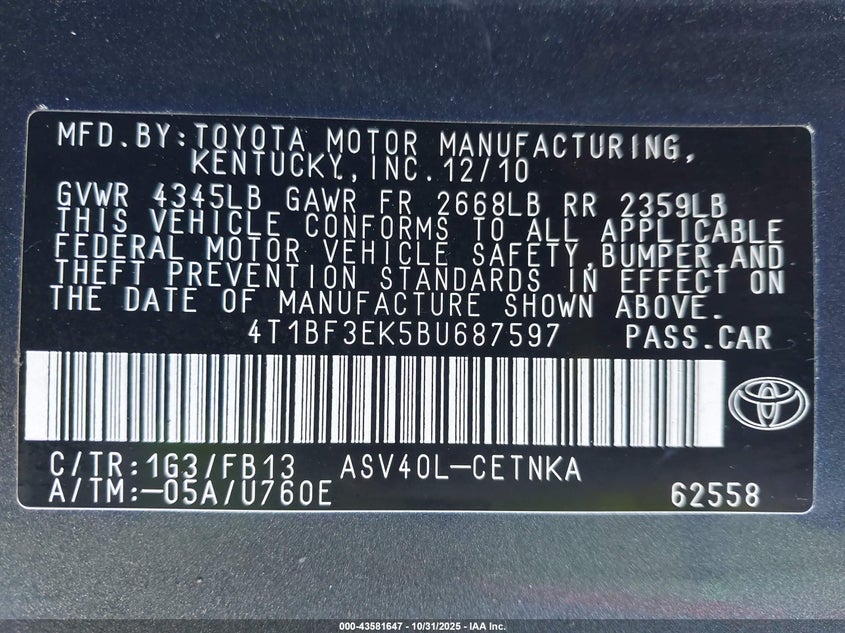 MFD.BY:TOYOTA MOTOR MANUFACTURING,
KENTUCKY,INC.12/10
GVWR 4345LB GAWR FR 2668LB RR 2359LB
THIS VEHICLE CONFORMS TO ALL APPLICABLE
FEDERAL MOTOR VEHICLE SAFETY,BUMPER,AND
THEFT PREVENTION STANDARDS IN EFFECT ON
THE DATE OF MANUFACTURE SHOWN ABOVE.
4T1BF3EK5BU687597 PASS.CAR
C/TR:1G3/FB13 ASV40L-CETNKA
A/TM:-05A/U760E 62558
000-43581647 - 10/31/2025 - IAA Inc.